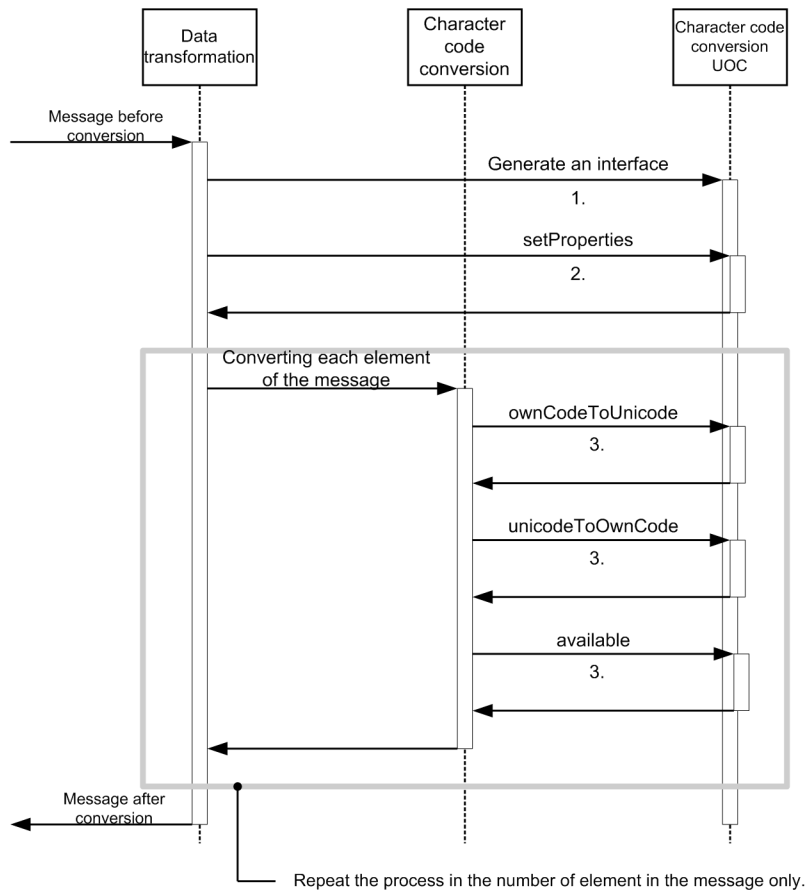 Data
transformation
Character
code
conversion
Character code
conversion
UOC
Message before
conversion
Generate an interface
1.
setProperties
2.
Converting each element
of the message
ownCodeToUnicode
3.
unicodeToOwnCode
3.
available
3.
Message after
conversion
Repeat the process in the number of element in the message only.